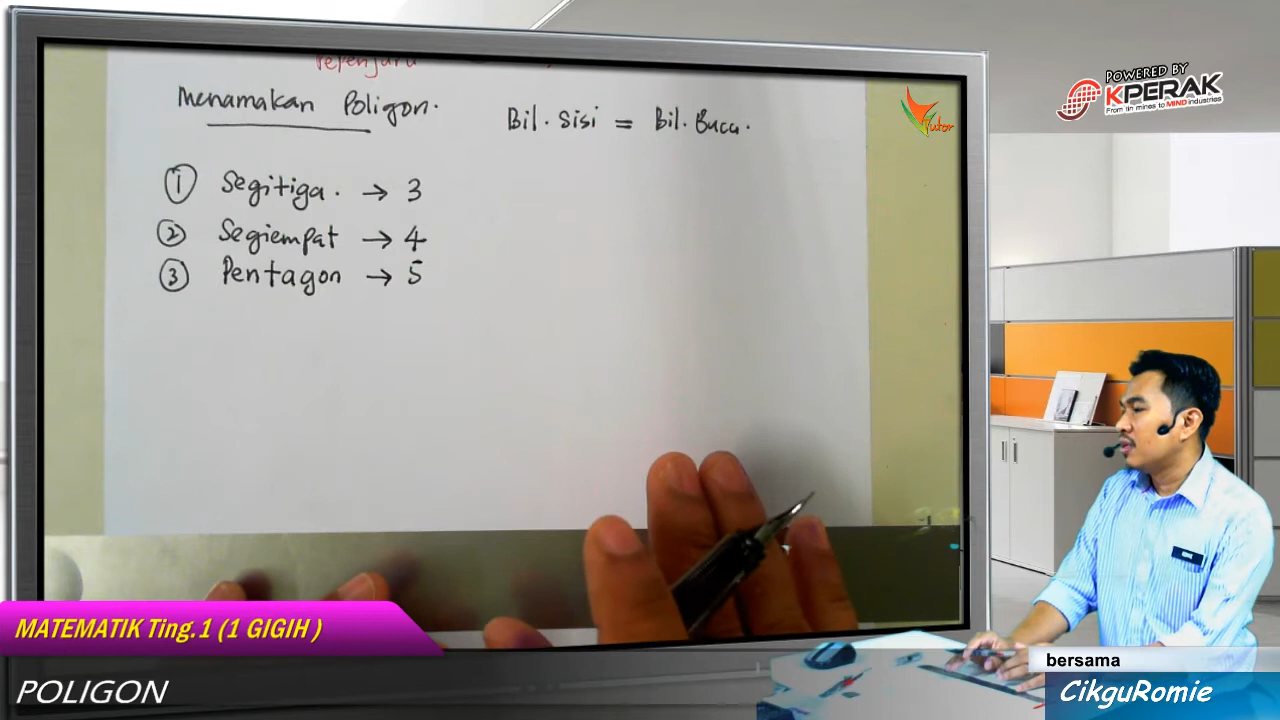 Menamakan Poligon.
Bil. Sisi = Bil. Bucu.
① Segitiga. → 3
② Segiempat → 4
③ Pentagon → 5
Tutor
POWERED BY
KPERAK
From tin mines to MIND industries
MATEMATIK Ting.1 (1 GIGIH )
POLIGON
bersama
CikguRomie